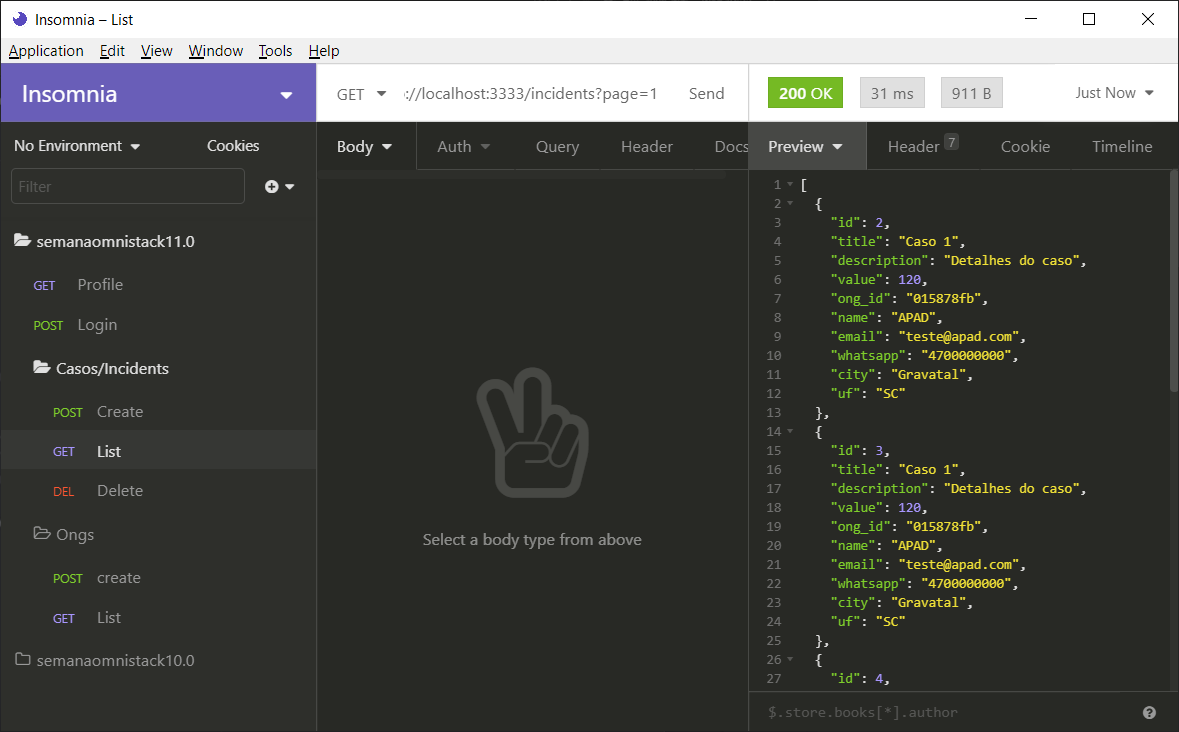 Insomnia – List
Application Edit View Window Tools Help
Insomnia
GET ://localhost:3333/incidents?page=1 Send
200 OK 31 ms 911 B Just Now
No Environment Cookies
Body Auth Query Header Docs
Preview Header 7 Cookie Timeline
Filter
semanaomnistack11.0
GET Profile
POST Login
Casos/Incidents
POST Create
GET List
DEL Delete
Ongs
POST create
GET List
semanaomnistack10.0
Select a body type from above
1 [
2 {
3 "id": 2,
4 "title": "Caso 1",
5 "description": "Detalhes do caso",
6 "value": 120,
7 "ong_id": "015878fb",
8 "name": "APAD",
9 "email": "teste@apad.com",
10 "whatsapp": "4700000000",
11 "city": "Gravatal",
12 "uf": "SC"
13 },
14 {
15 "id": 3,
16 "title": "Caso 1",
17 "description": "Detalhes do caso",
18 "value": 120,
19 "ong_id": "015878fb",
20 "name": "APAD",
21 "email": "teste@apad.com",
22 "whatsapp": "4700000000",
23 "city": "Gravatal",
24 "uf": "SC"
25 },
26 {
27 "id": 4,
$.store.books[*].author